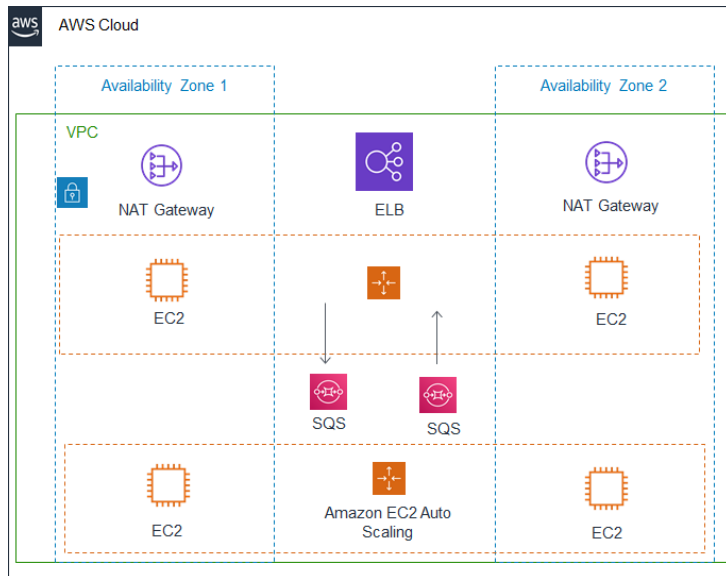 aws
AWS Cloud
Availability Zone 1
Availability Zone 2
VPC
NAT Gateway
ELB
NAT Gateway
EC2
EC2
SQS
SQS
EC2
Amazon EC2 Auto
Scaling
EC2